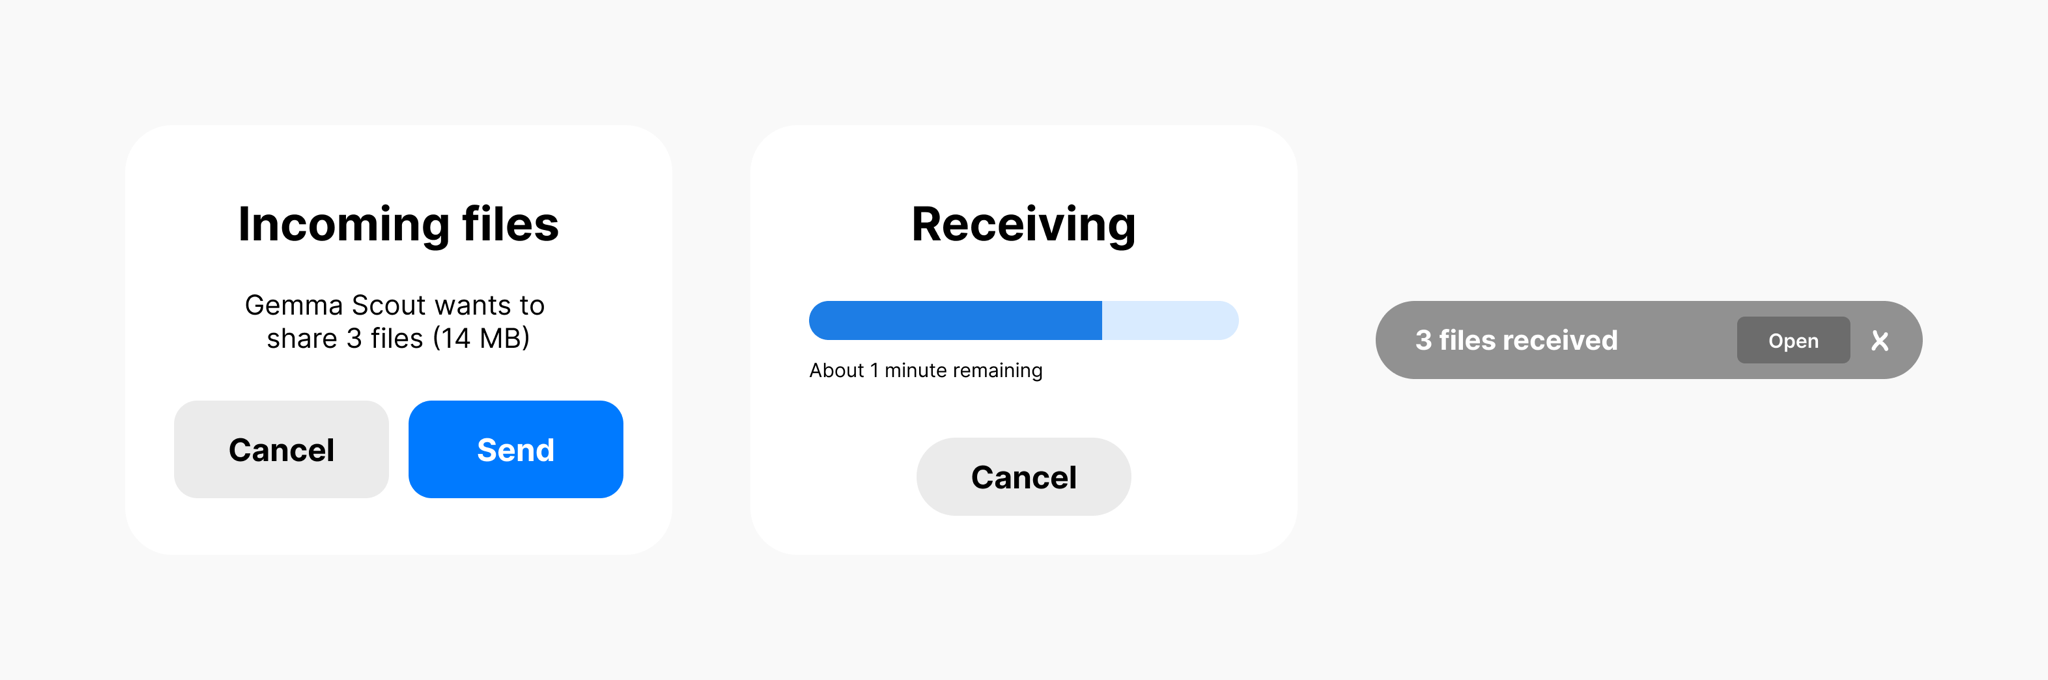 Incoming files
Gemma Scout wants to
share 3 files (14 MB)
Cancel
Send
Receiving
About 1 minute remaining
Cancel
3 files received
Open